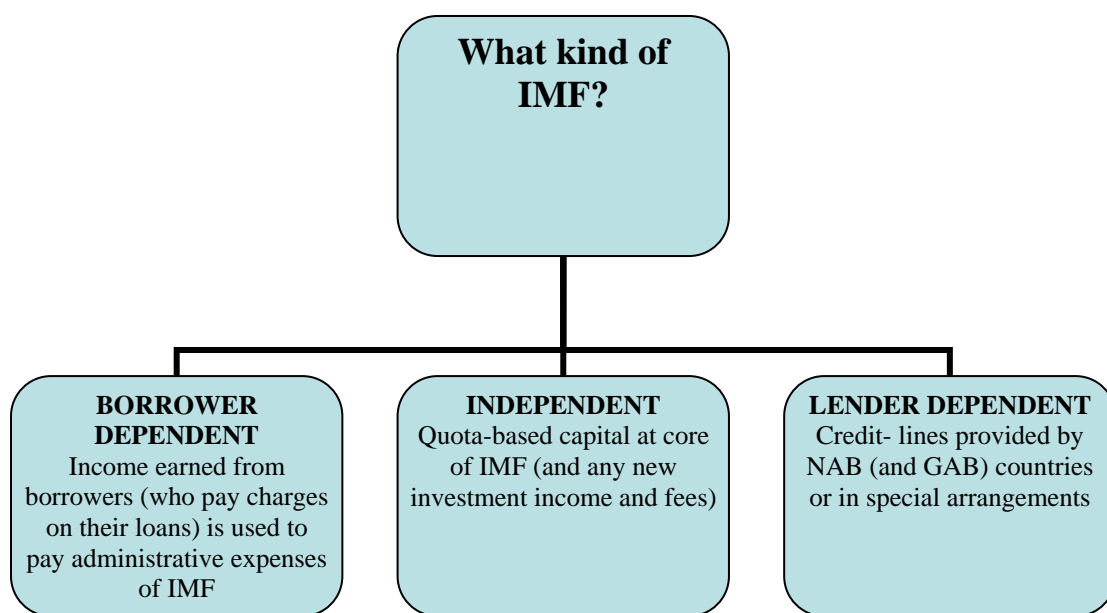 What kind of
IMF?
BORROWER
DEPENDENT
Income earned from
borrowers (who pay charges
on their loans) is used to
pay administrative expenses
of IMF
INDEPENDENT
Quota-based capital at core
of IMF (and any new
investment income and fees)
LENDER DEPENDENT
Credit- lines provided by
NAB (and GAB) countries
or in special arrangements